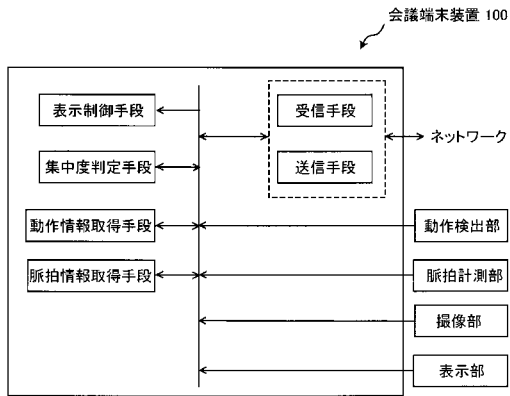 会議端末装置 100
表示制御手段
受信手段
ネットワーク
集中度判定手段
送信手段
動作情報取得手段
動作検出部
脈拍情報取得手段
脈拍計測部
撮像部
表示部